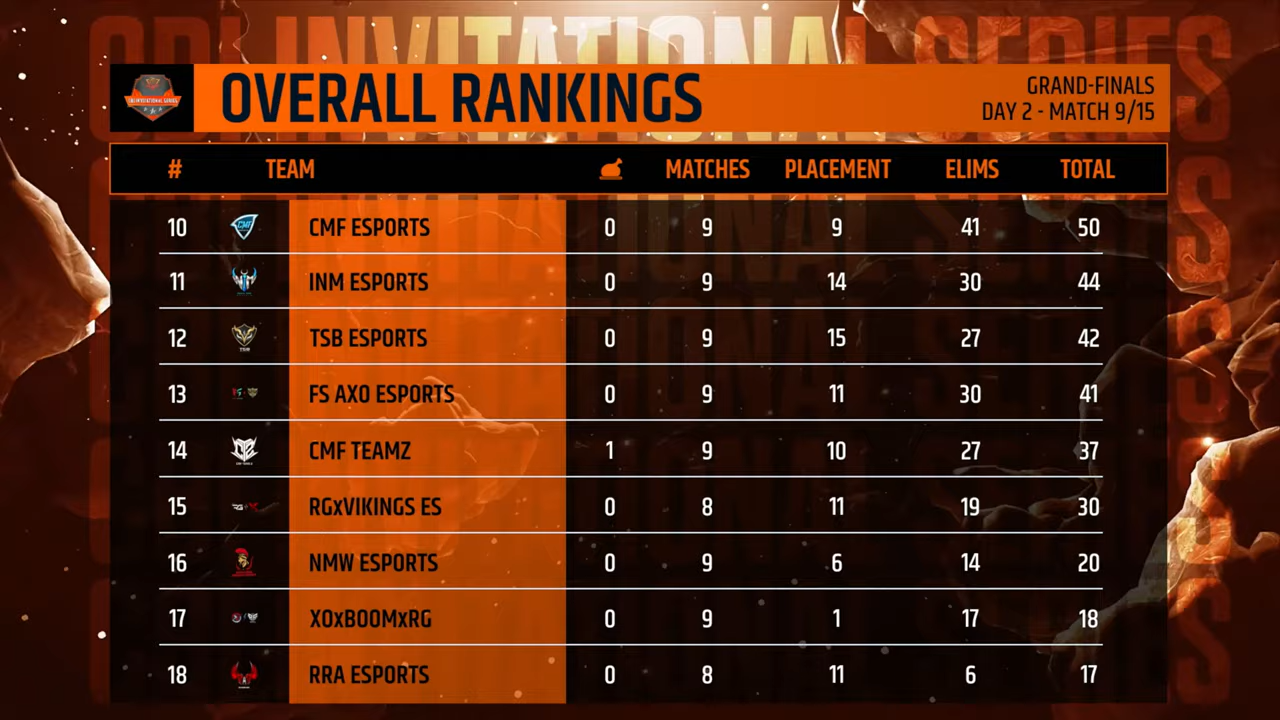 CDI INVITATIONAL SERIES
OVERALL RANKINGS
GRAND-FINALS
DAY 2 - MATCH 9/15
# TEAM MATCHES PLACEMENT ELIMS TOTAL
10 CMF ESPORTS 0 9 9 41 50
11 INM ESPORTS 0 9 14 30 44
12 TSB ESPORTS 0 9 15 27 42
13 FS AXO ESPORTS 0 9 11 30 41
14 CMF TEAMZ 1 9 10 27 37
15 RGxVIKINGS ES 0 8 11 19 30
16 NMW ESPORTS 0 9 6 14 20
17 XOxBOOMxRG 0 9 1 17 18
18 RRA ESPORTS 0 8 11 6 17